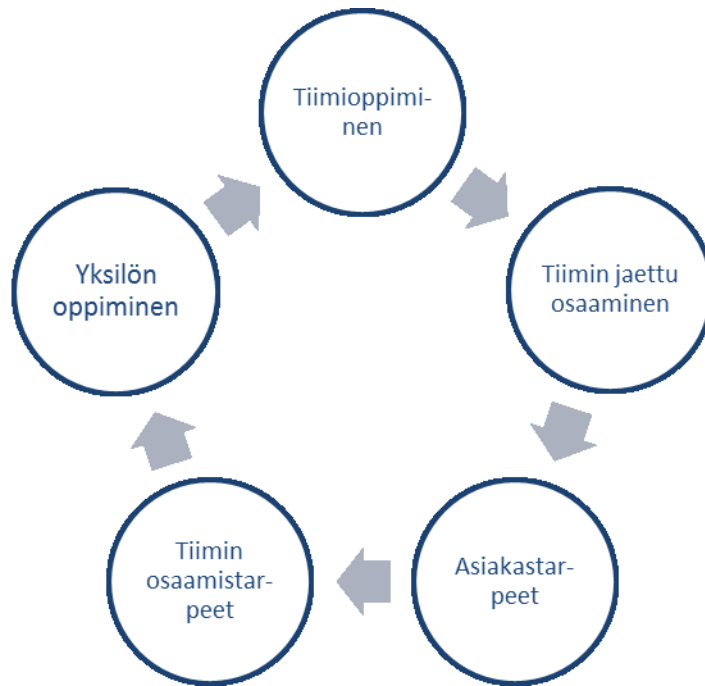 Tiimioppimi-
nen
Tiimin jaettu
osaaminen
Asiakastar-
peet
Tiimin
osaamistar-
peet
Yksilön
oppiminen